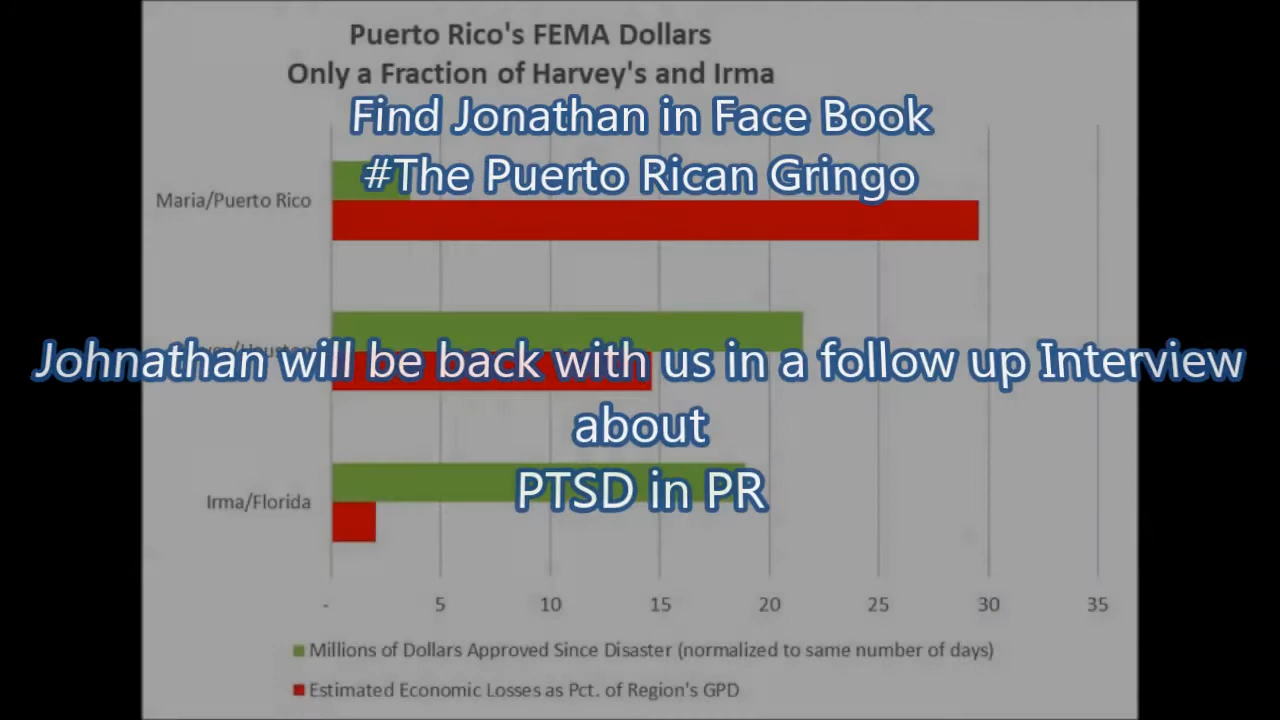 Puerto Rico's FEMA Dollars
Only a Fraction of Harvey's and Irma
Find Jonathan in Face Book
#The Puerto Rican Gringo
Maria/Puerto Rico
Johnathan will be back with us in a follow up Interview
about
PTSD in PR
Irma/Florida
- 5 10 15 20 25 30 35
Millions of Dollars Approved Since Disaster (normalized to same number of days)
Estimated Economic Losses as Pct. of Region's GPD